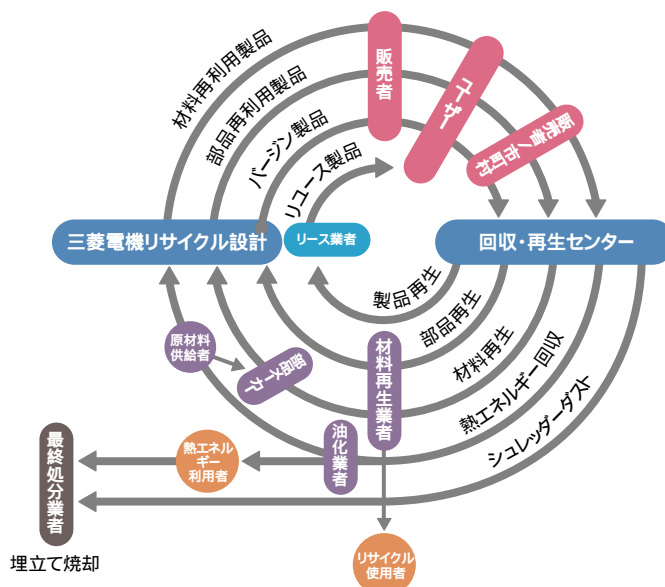 材料再利用製品
部品再利用製品
バージン製品
リユース製品
販売者
ユーザー
販売者/市町村
三菱電機リサイクル設計
リース業者
回収・再生センター
製品再生
部品再生
材料再生
熱エネルギー回収
シュレッダーダスト
原材料
供給者
部品メーカー
材料再生業者
油化業者
熱エネル
ギー
利用者
最終処分業者
埋立て焼却
リサイクル
使用者